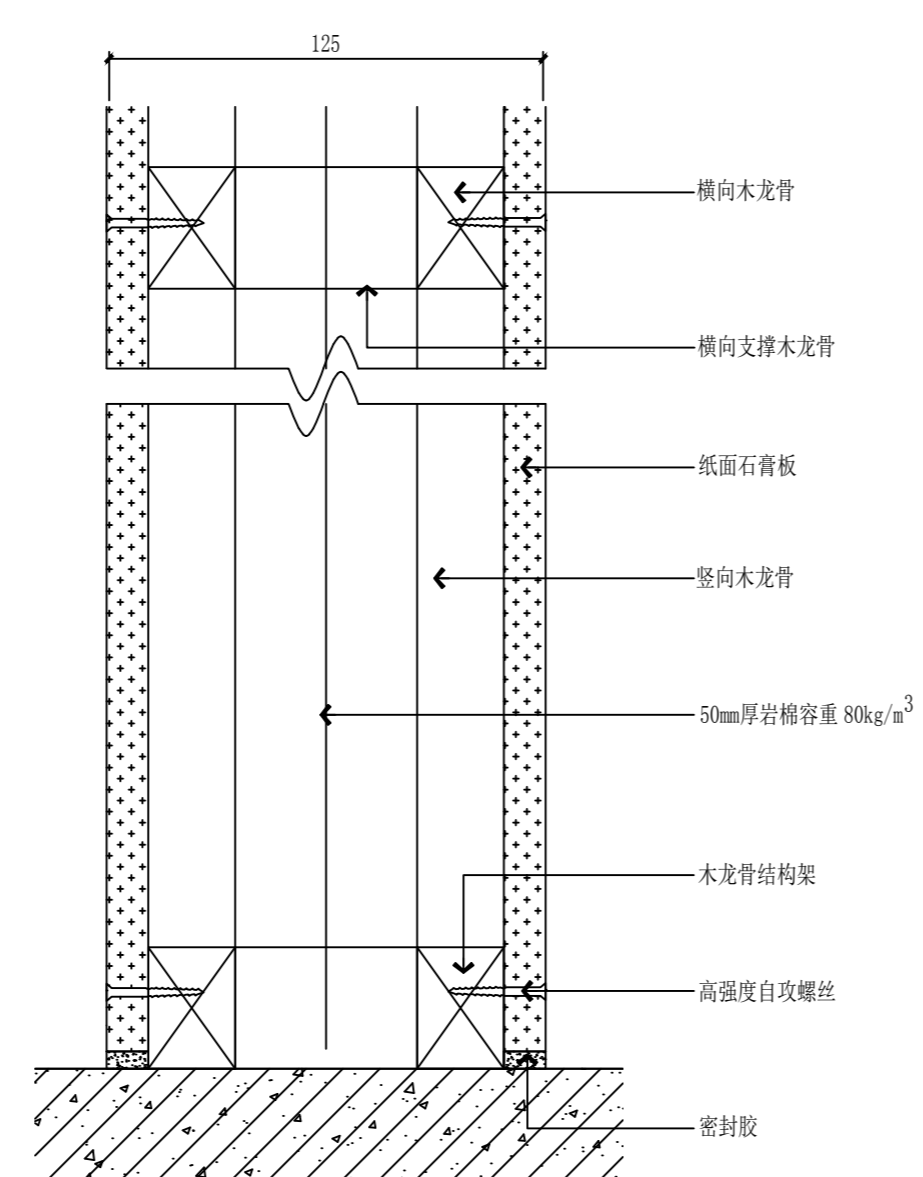 125
横向木龙骨
横向支撑木龙骨
纸面石膏板
竖向木龙骨
50mm厚岩棉容重 80kg/m³
木龙骨结构架
高强度自攻螺丝
密封胶